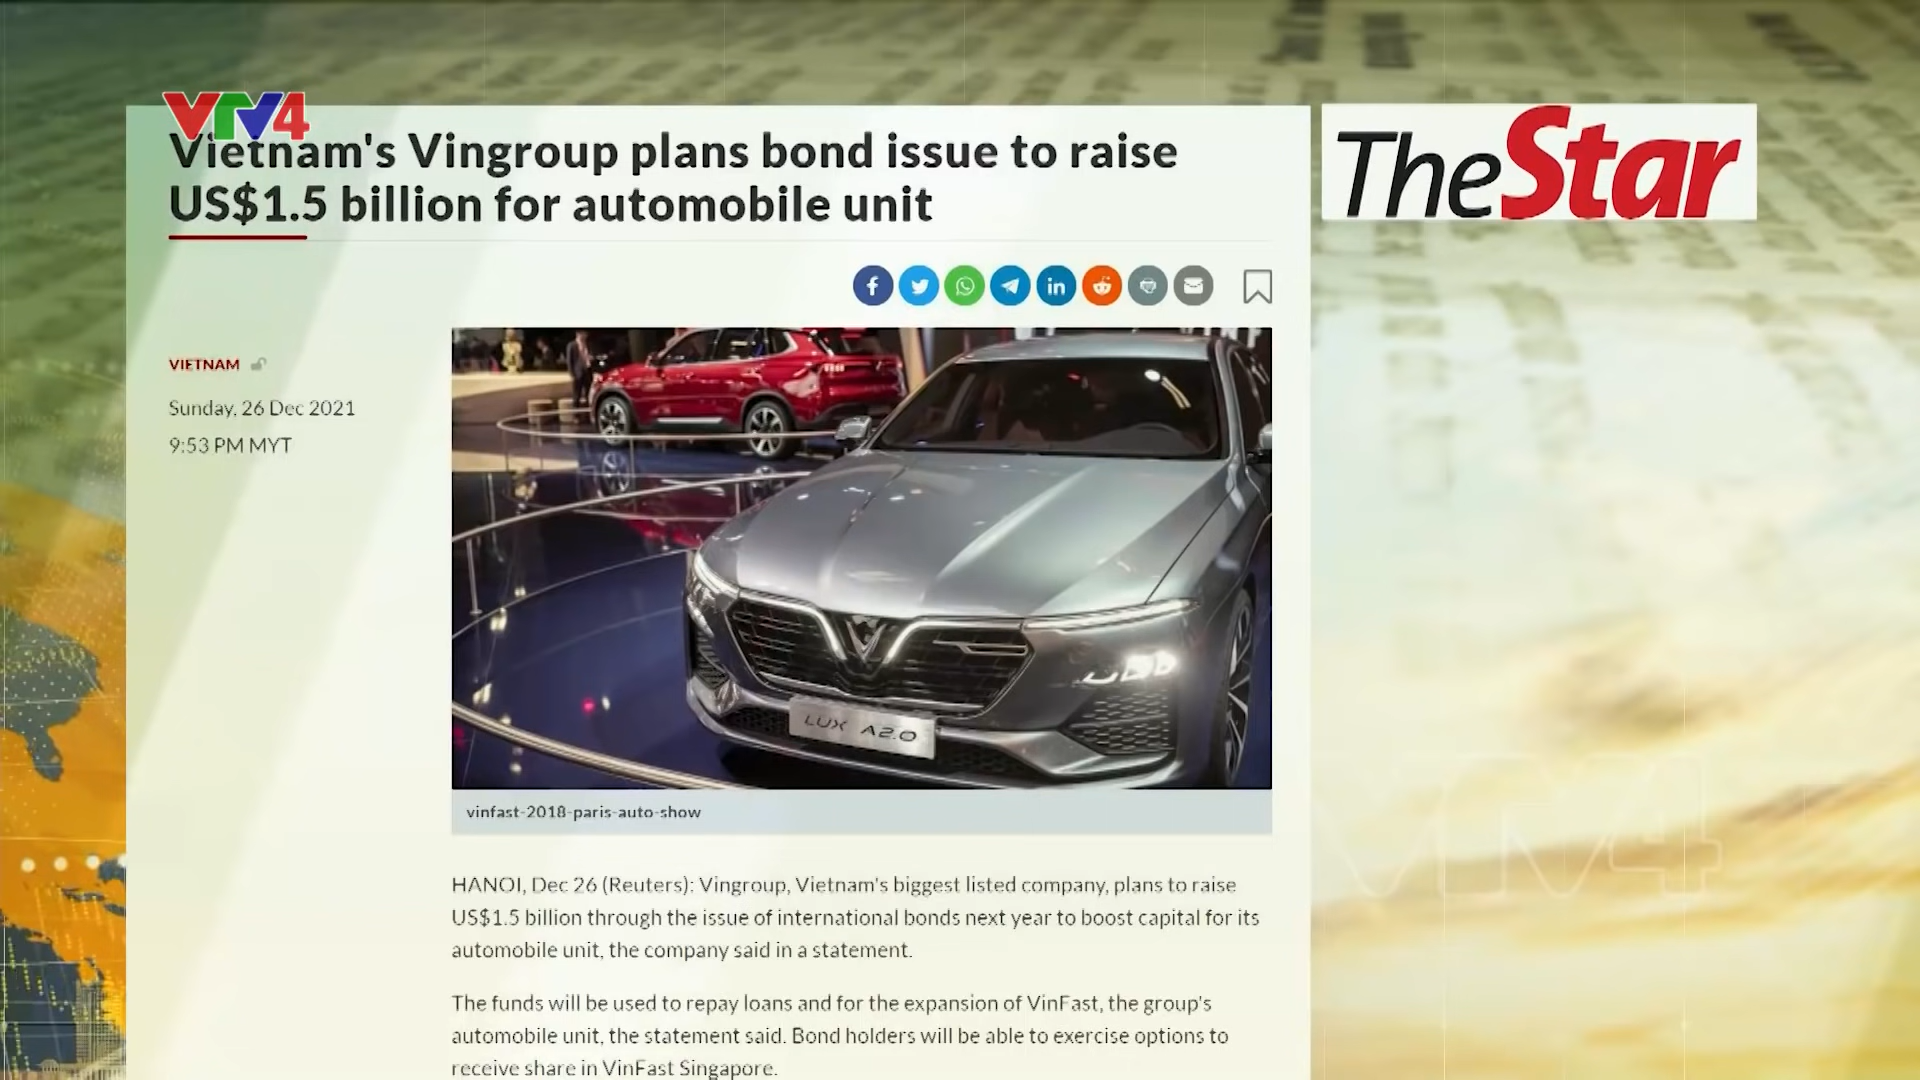 VTV4
Vietnam's Vingroup plans bond issue to raise
US$1.5 billion for automobile unit
TheStar
VIETNAM
Sunday, 26 Dec 2021
9:53 PM MYT
LUX A2.0
vinfast-2018-paris-auto-show
HANOI, Dec 26 (Reuters): Vingroup, Vietnam's biggest listed company, plans to raise
US$1.5 billion through the issue of international bonds next year to boost capital for its
automobile unit, the company said in a statement.
The funds will be used to repay loans and for the expansion of VinFast, the group's
automobile unit, the statement said. Bond holders will be able to exercise options to
receive share in VinFast Singapore.
VTV4